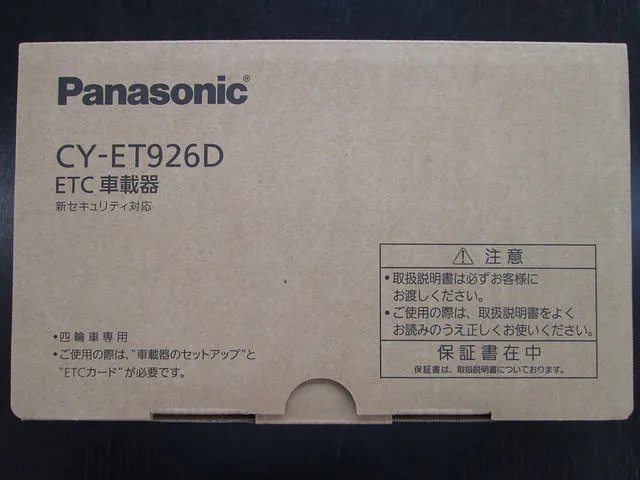 Panasonic®
CY-ET926D
ETC 車載器
新セキュリティ対応
⚠ 注意
•取扱説明書は必ずお客様に
お渡しください。
•ご使用の際は、取扱説明書をよく
お読みのうえ正しくお使いください。
保証書在中
保証書は、取扱説明書についております。
•四輪車専用
•ご使用の際は、"車載器のセットアップ"と
"ETCカード"が必要です。